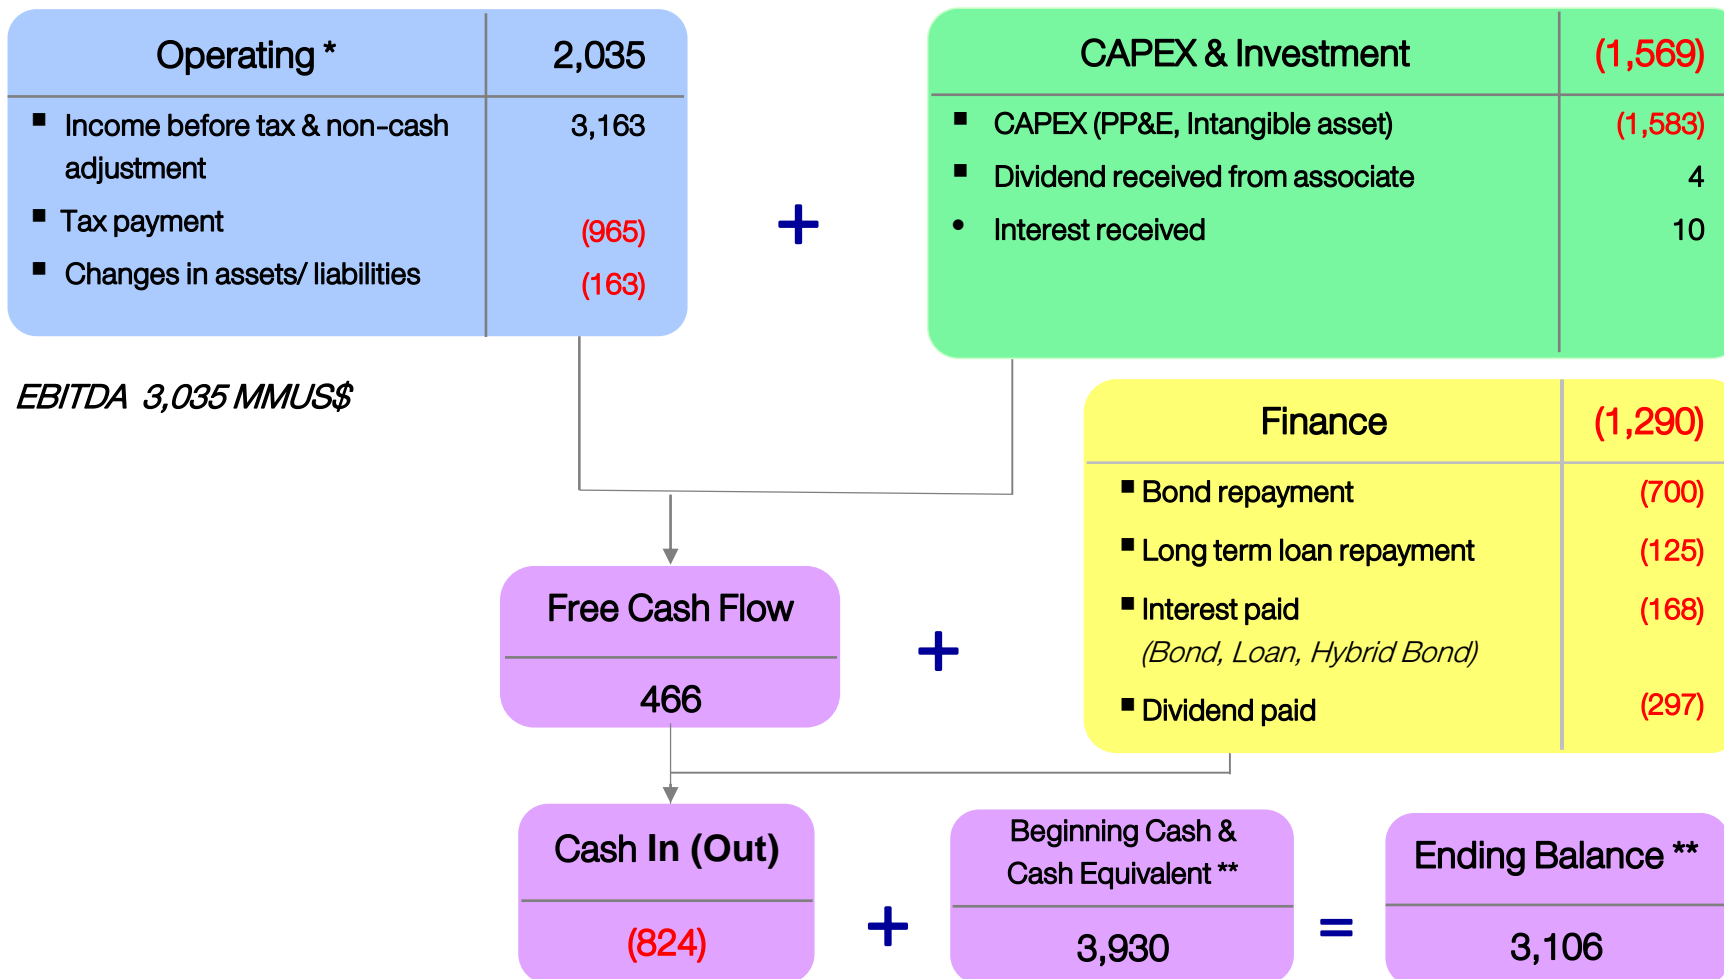 Operating * 2,035
▪ Income before tax & non-cash 3,163
adjustment
▪ Tax payment (965)
▪ Changes in assets/ liabilities (163)
+
CAPEX & Investment (1,569)
▪ CAPEX (PP&E, Intangible asset) (1,583)
▪ Dividend received from associate 4
• Interest received 10
EBITDA 3,035 MMUS$
Finance (1,290)
▪ Bond repayment (700)
▪ Long term loan repayment (125)
▪ Interest paid (168)
(Bond, Loan, Hybrid Bond)
▪ Dividend paid (297)
Free Cash Flow
466
+
Cash In (Out)
(824)
+
Beginning Cash &
Cash Equivalent **
3,930
=
Ending Balance **
3,106